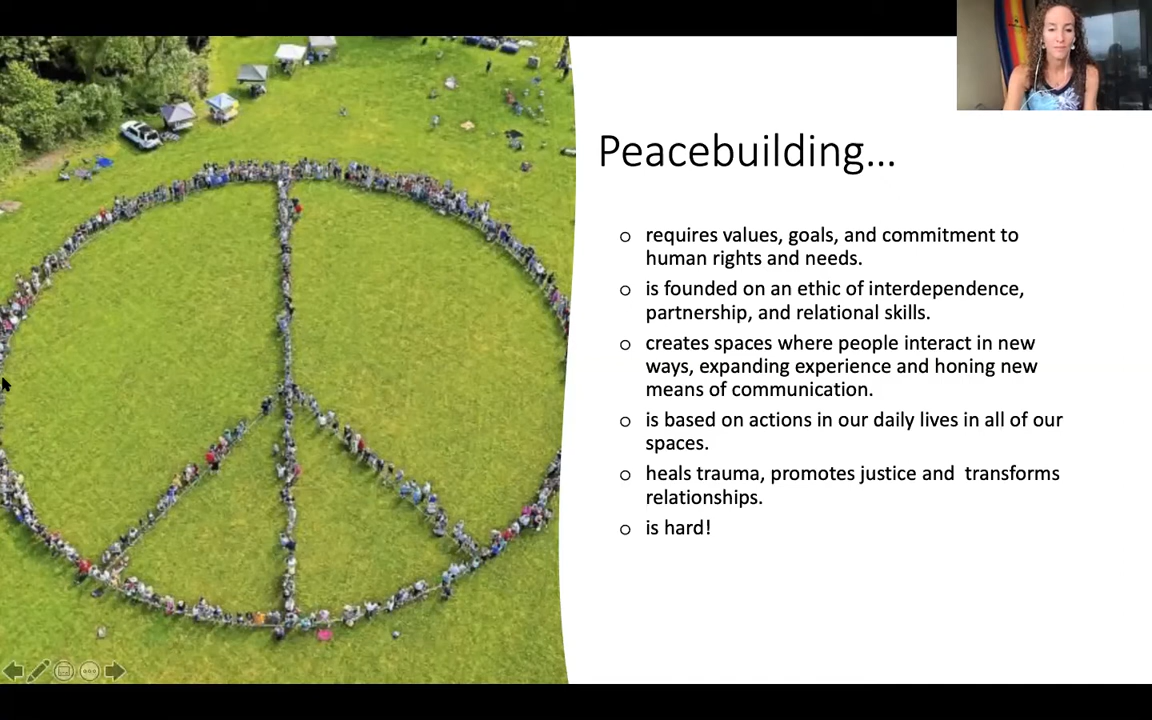 Peacebuilding...
requires values, goals, and commitment to
human rights and needs.
is founded on an ethic of interdependence,
partnership, and relational skills.
creates spaces where people interact in new
ways, expanding experience and honing new
means of communication.
is based on actions in our daily lives in all of our
spaces.
heals trauma, promotes justice and  transforms
relationships.
is hard!